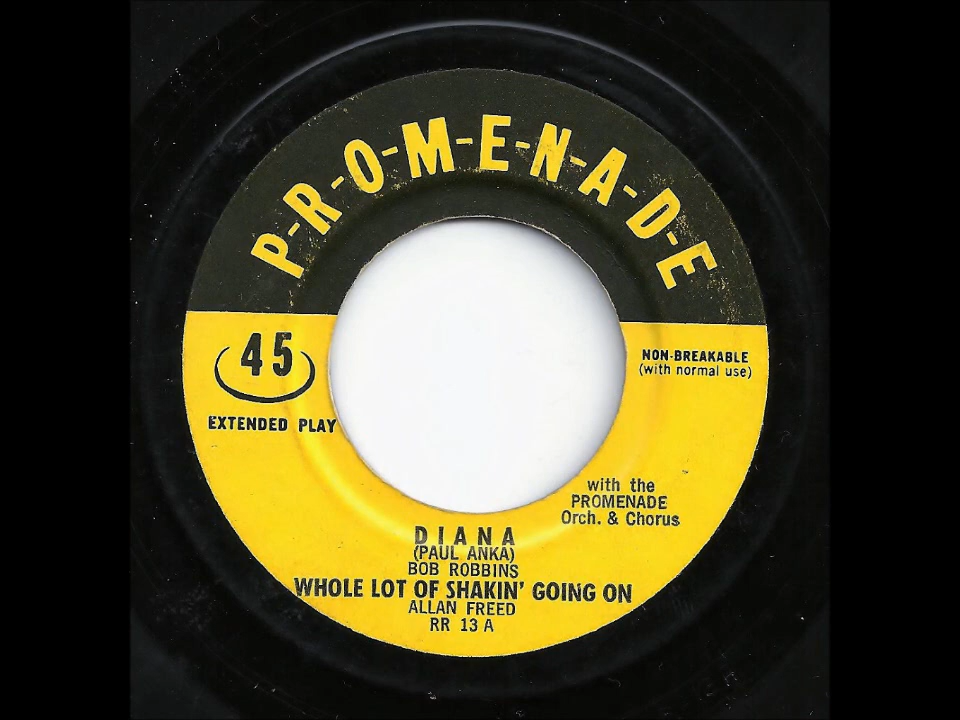 P-R-O-M-E-N-A-D-E
45
EXTENDED PLAY
NON-BREAKABLE
(with normal use)
with the
PROMENADE
Orch. & Chorus
DIANA
(PAUL ANKA)
BOB ROBBINS
WHOLE LOT OF SHAKIN' GOING ON
ALLAN FREED
RR 13 A